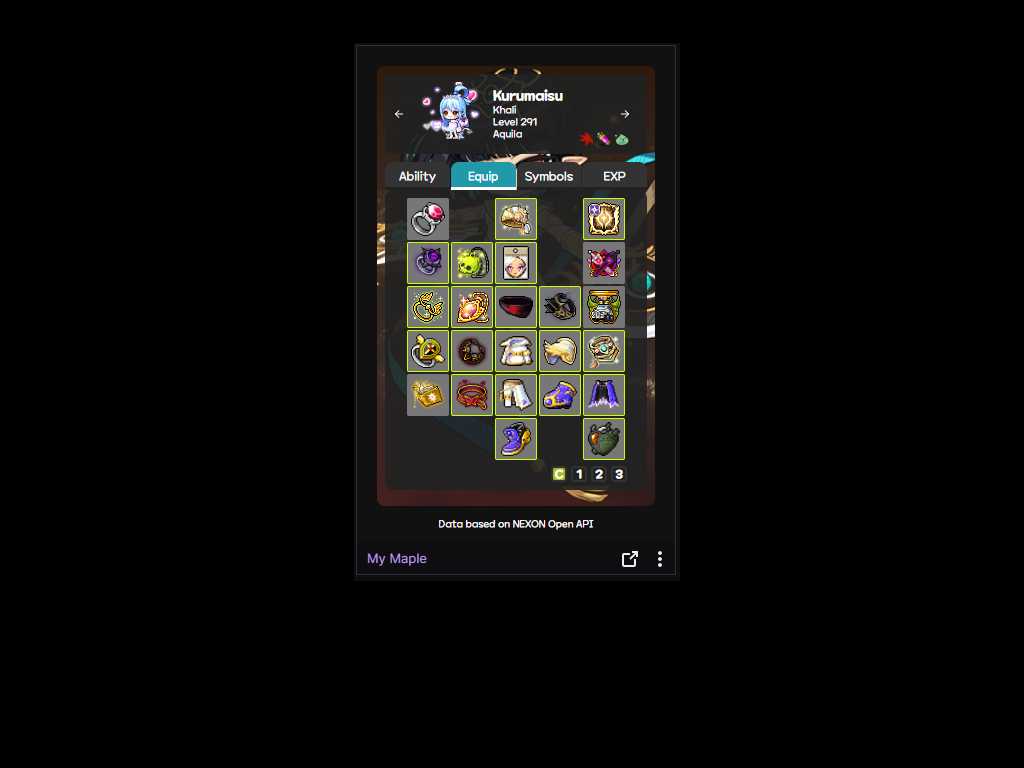 Kurumaisu
Khali
Level 291
Aquila
Ability Equip Symbols EXP
C 1 2 3
Data based on NEXON Open API
My Maple